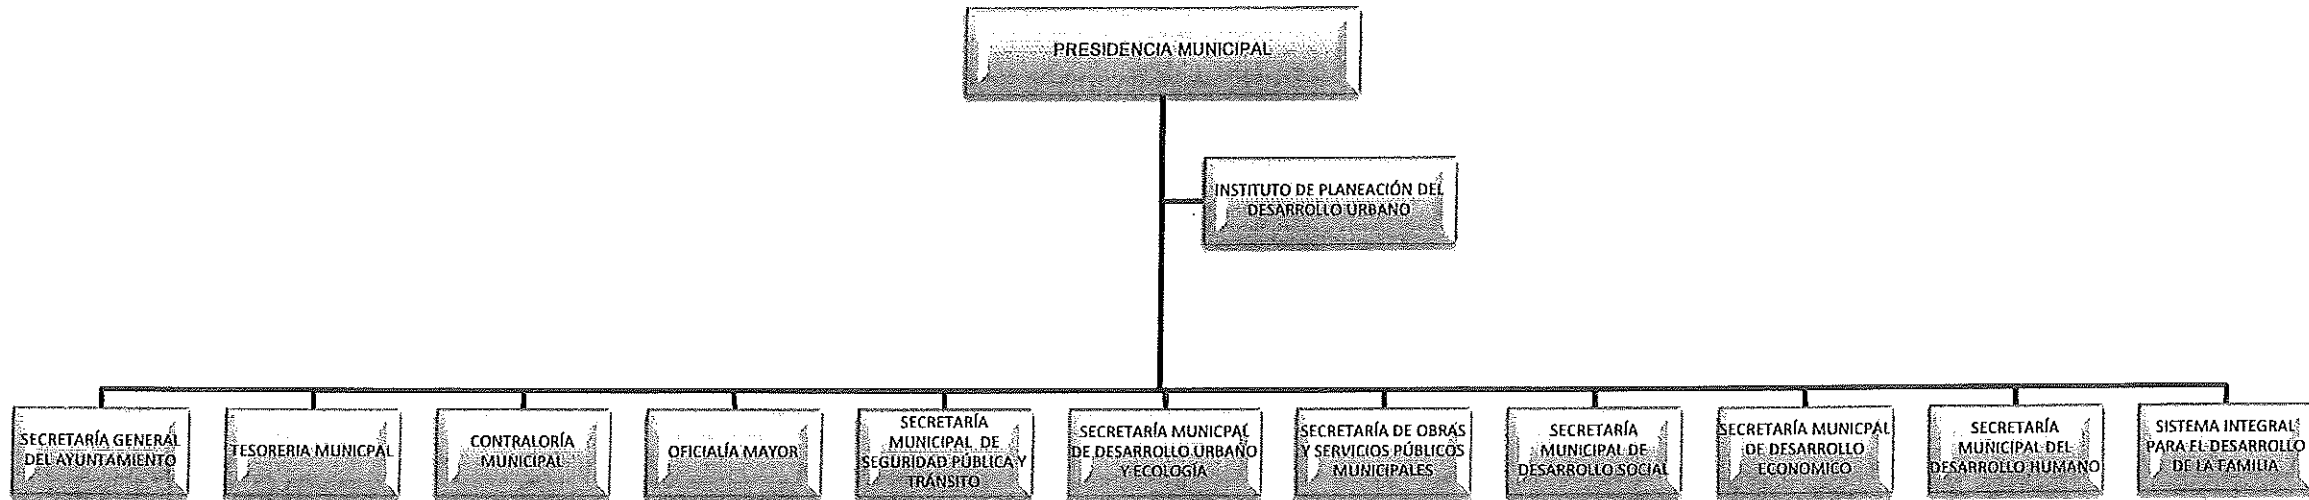 PRESIDENCIA MUNICIPAL
INSTITUTO DE PLANEACIÓN DEL
DESARROLLO URBANO
SECRETARÍA GENERAL
DEL AYUNTAMIENTO
TESORERIA MUNICPAL
CONTRALORÍA
MUNICIPAL
OFICIALÍA MAYOR
SECRETARÍA
MUNICIPAL DE
SEGURIDAD PÚBLICA Y
TRÁNSITO
SECRETARÍA MUNICPAL
DE DESARROLLO URBANO
Y ECOLOGÍA
SECRETARÍA DE OBRAS
Y SERVICIOS PÚBLICOS
MUNICIPALES
SECRETARÍA
MUNICIPAL DE
DESARROLLO SOCIAL
SECRETARÍA MUNICPAL
DE DESARROLLO
ECONOMICO
SECRETARÍA
MUNICIPAL DEL
DESARROLLO HUMANO
SISTEMA INTEGRAL
PARA EL DESARROLLO
DE LA FAMILIA